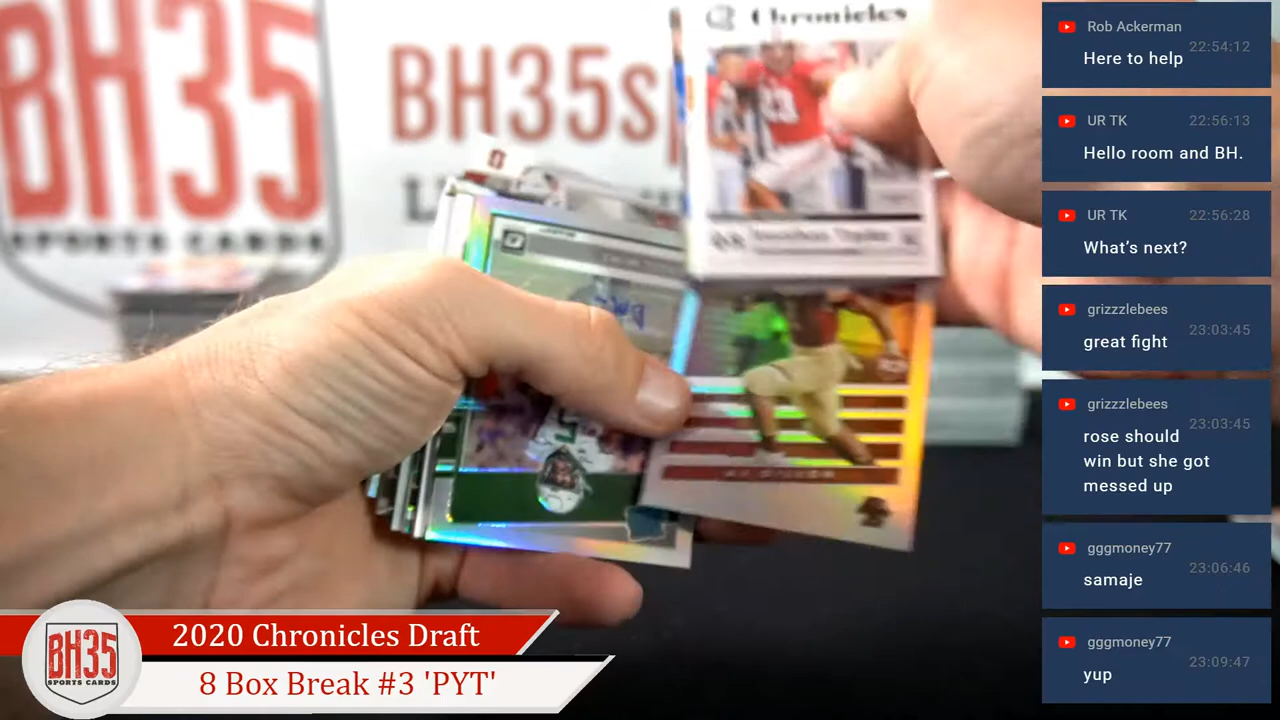 BH35
SPORTS CARDS
BH35sp
Chronicles
Rob Ackerman
22:54:12
Here to help
UR TK
22:56:13
Hello room and BH.
UR TK
22:56:28
What's next?
grizzzlebees
23:03:45
great fight
grizzzlebees
23:03:45
rose should
win but she got
messed up
gggmoney77
23:06:46
samaje
gggmoney77
23:09:47
yup
BH35
SPORTS CARDS
2020 Chronicles Draft
8 Box Break #3 'PYT'